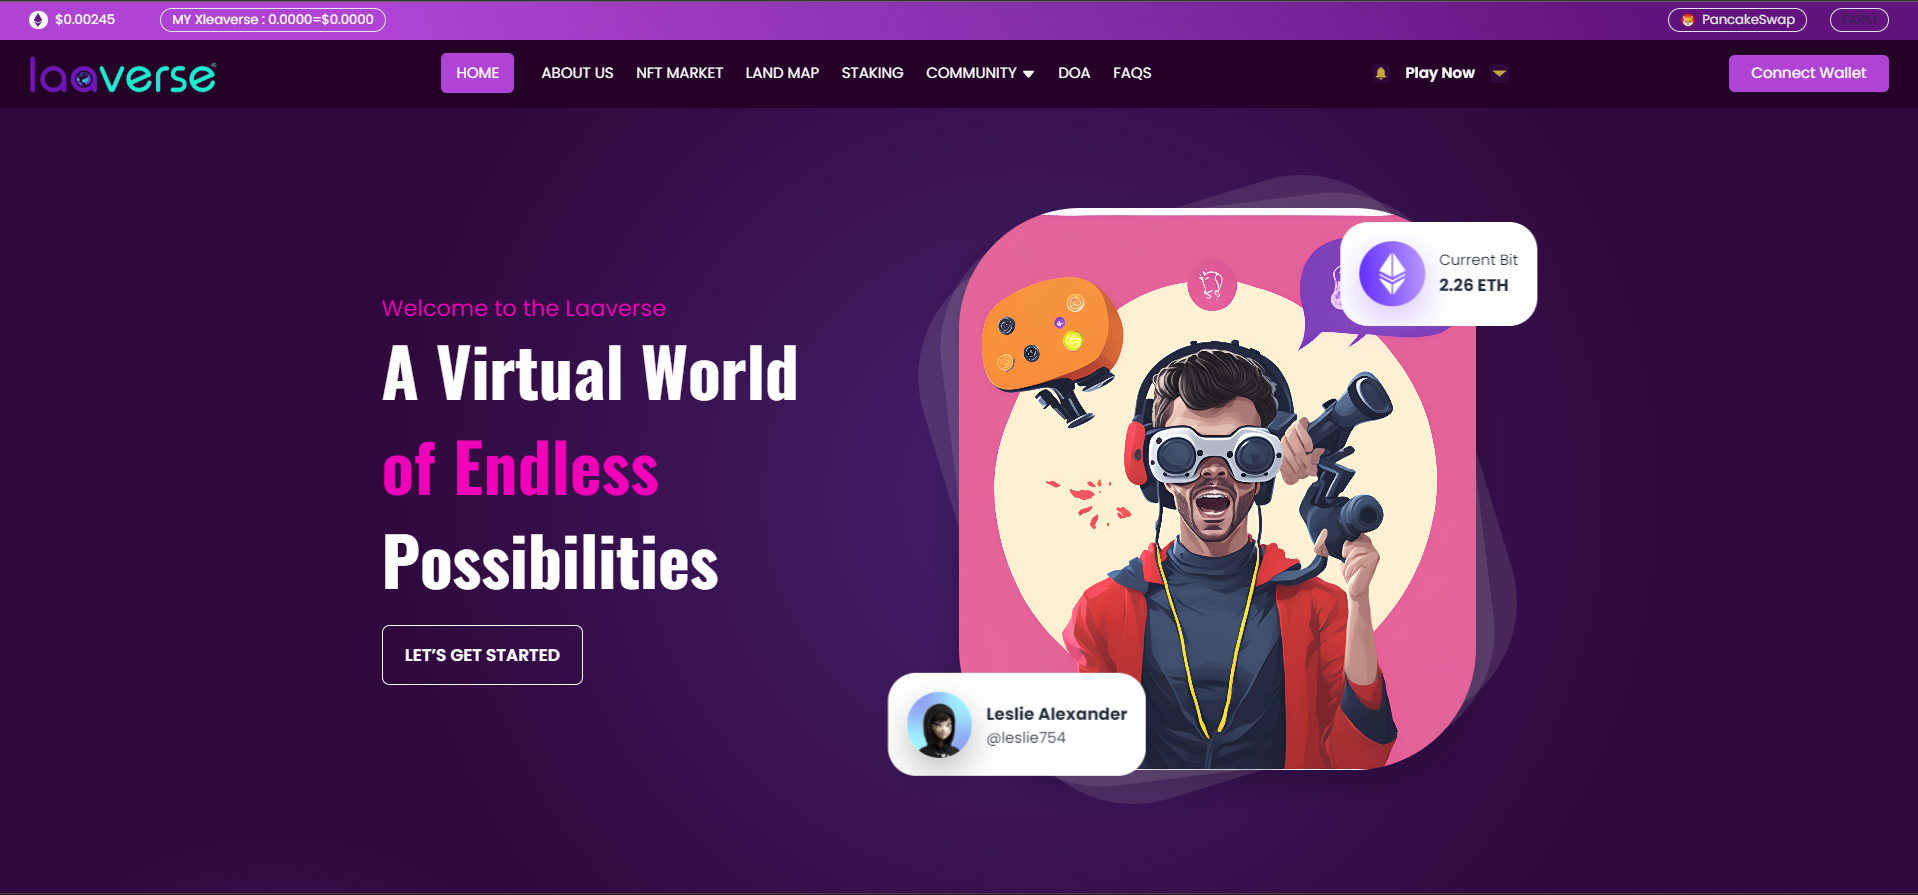 $0.00245
MY Xleaverse : 0.0000=$0.0000
PancakeSwap
FARM
laaverse
HOME
ABOUT US
NFT MARKET
LAND MAP
STAKING
COMMUNITY
DOA
FAQS
Play Now
Connect Wallet
Welcome to the Laaverse
A Virtual World
of Endless
Possibilities
LET'S GET STARTED
Current Bit
2.26 ETH
Leslie Alexander
@leslie754